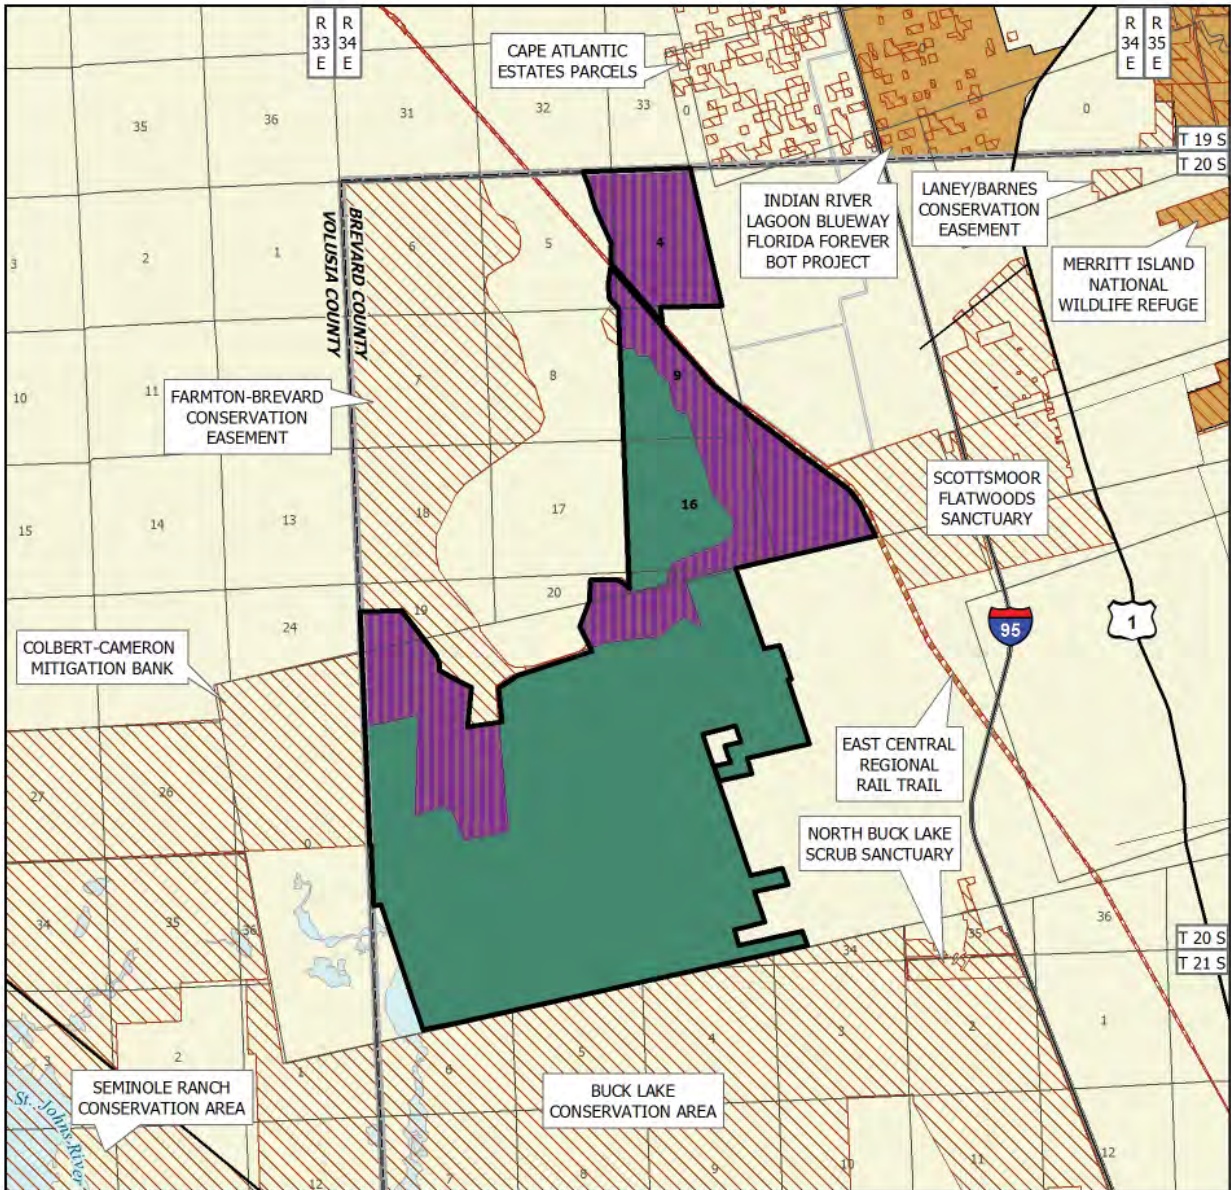 R
33
E
R
34
E
R
34
E
R
35
E
CAPE ATLANTIC
ESTATES PARCELS
35
36
31
32
33
0
0
0
T 19 S
T 20 S
INDIAN RIVER
LAGOON BLUEWAY
FLORIDA FOREVER
BOT PROJECT
LANEY/BARNES
CONSERVATION
EASEMENT
MERRITT ISLAND
NATIONAL
WILDLIFE REFUGE
VOLUSIA COUNTY
BREVARD COUNTY
3
2
1
6
5
4
10
11
7
8
9
FARMTON-BREVARD
CONSERVATION
EASEMENT
SCOTTSMOOR
FLATWOODS
SANCTUARY
15
14
13
18
17
16
24
19
20
95
1
COLBERT-CAMERON
MITIGATION BANK
EAST CENTRAL
REGIONAL
RAIL TRAIL
27
26
0
NORTH BUCK LAKE
SCRUB SANCTUARY
34
35
36
34
35
36
T 20 S
T 21 S
3
2
1
6
5
4
3
2
1
SEMINOLE RANCH
CONSERVATION AREA
BUCK LAKE
CONSERVATION AREA
St. Johns River
12
7
8
9
10
11
12